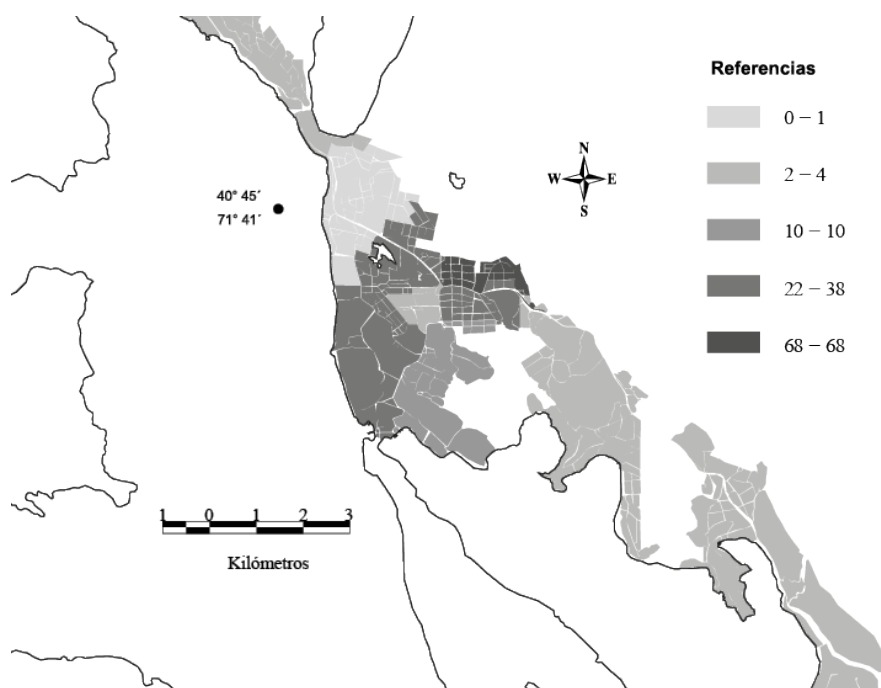 Referencias
0 – 1
2 – 4
10 – 10
22 – 38
68 – 68
N
W E
S
40° 45´
71° 41´
1 0 1 2 3
Kilómetros